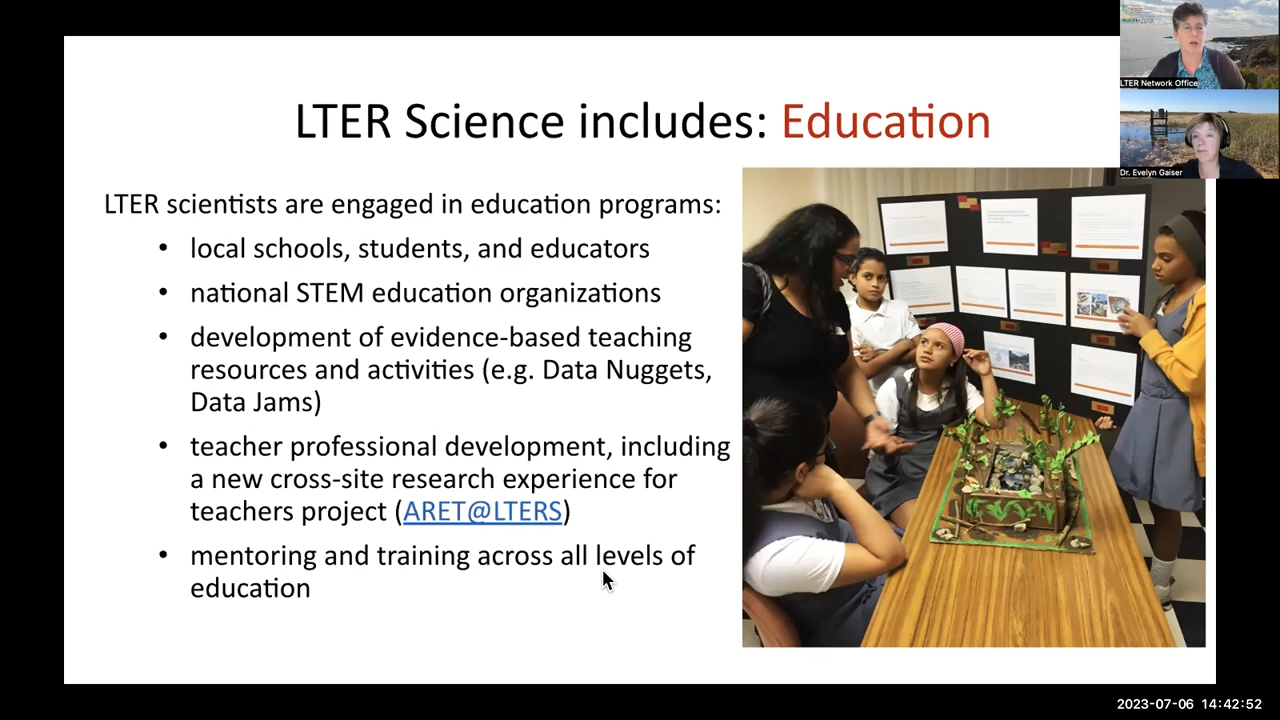 LTER Network Office
Dr. Evelyn Gaiser
LTER Science includes: Education
LTER scientists are engaged in education programs:
• local schools, students, and educators
• national STEM education organizations
• development of evidence-based teaching
resources and activities (e.g. Data Nuggets,
Data Jams)
• teacher professional development, including
a new cross-site research experience for
teachers project (ARET@LTERS)
• mentoring and training across all levels of
education
2023-07-06 14:42:52